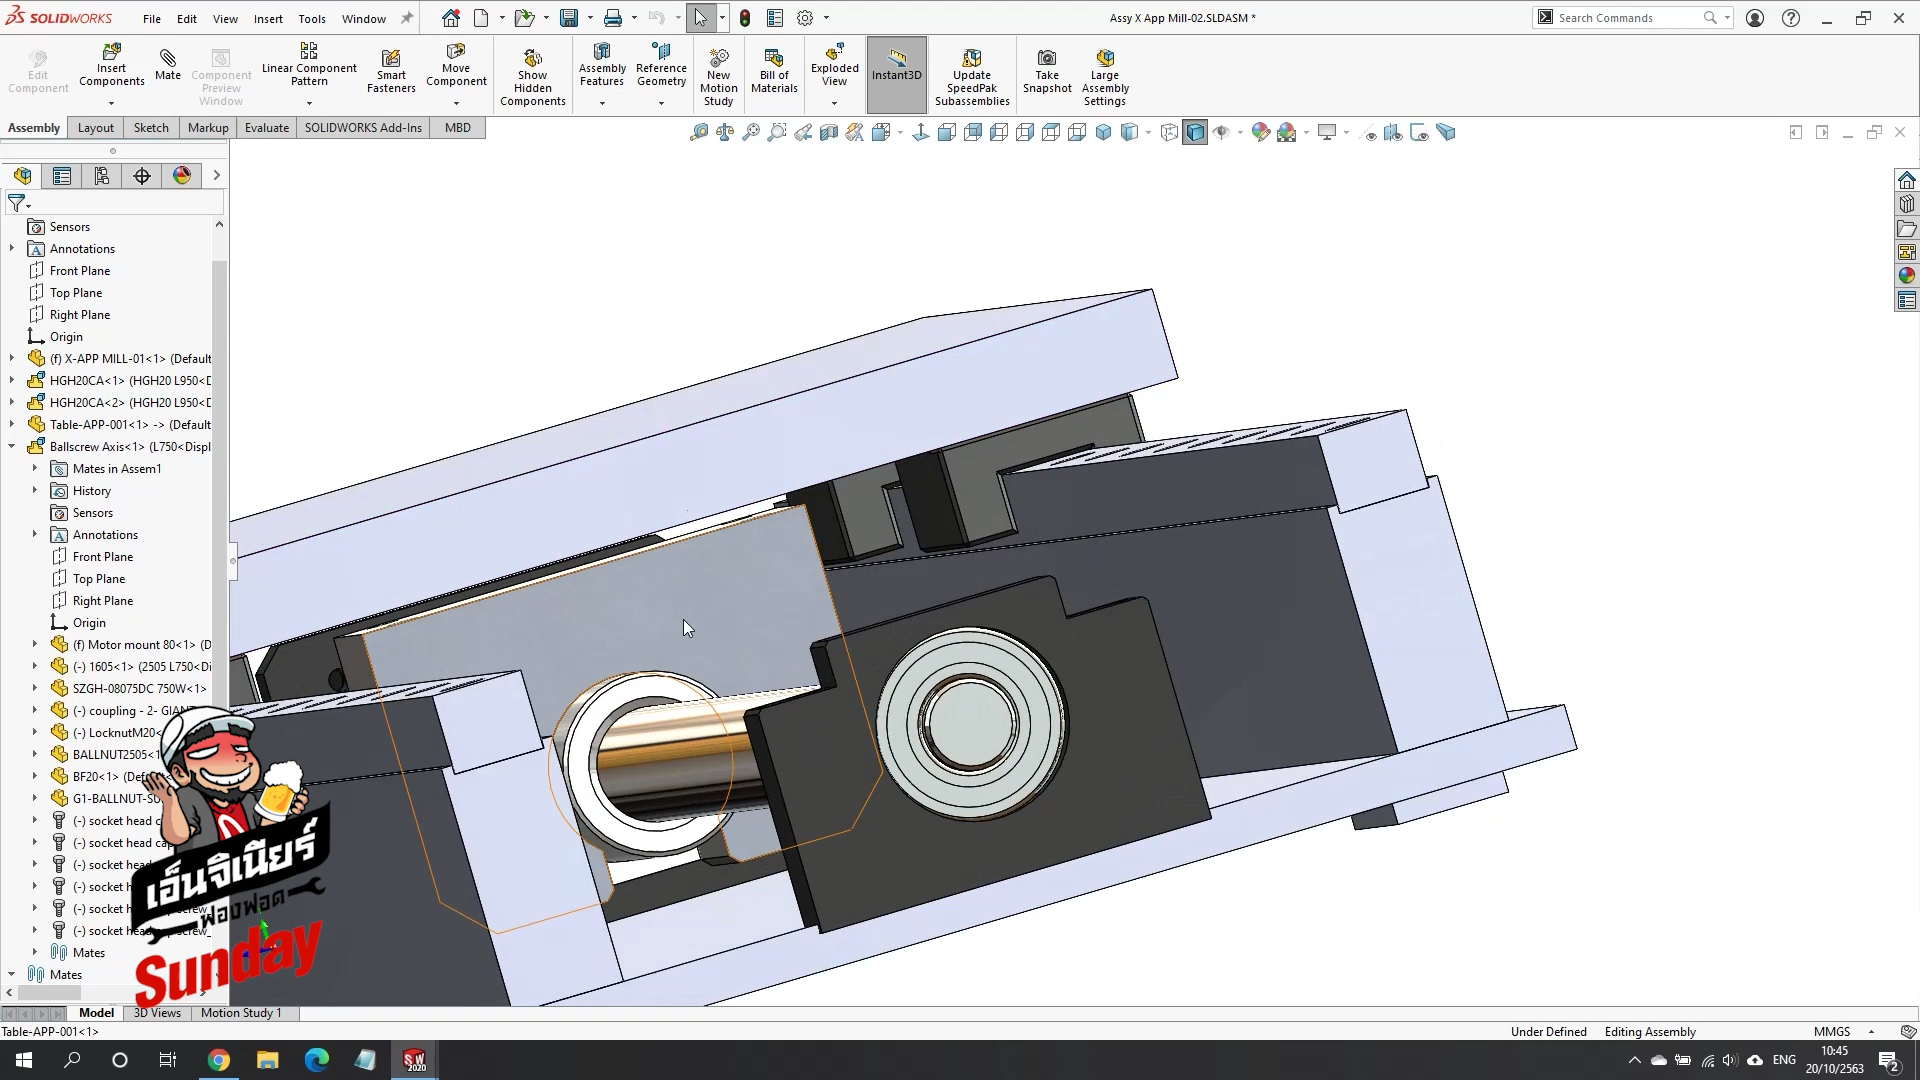 SOLIDWORKS
File Edit View Insert Tools Window
Assy X App Mill-02.SLDASM *
Search Commands
Edit Component
Insert Components
Mate
Component Preview Window
Linear Component Pattern
Smart Fasteners
Move Component
Show Hidden Components
Assembly Features
Reference Geometry
New Motion Study
Bill of Materials
Exploded View
Instant3D
Update SpeedPak Subassemblies
Take Snapshot
Large Assembly Settings
Assembly Layout Sketch Markup Evaluate SOLIDWORKS Add-Ins MBD
Sensors
Annotations
Front Plane
Top Plane
Right Plane
Origin
(f) X-APP MILL-01<1> (Default
HGH20CA<1> (HGH20 L950<D
HGH20CA<2> (HGH20 L950<D
Table-APP-001<1> -> (Default
Ballscrew Axis<1> (L750<Displ
Mates in Assem1
History
Sensors
Annotations
Front Plane
Top Plane
Right Plane
Origin
(f) Motor mount 80<1> (D
(-) 1605<1> (2505 L750<Di
SZGH-08075DC 750W<1>
(-) coupling - 2- GIANT
(-) LocknutM20<
BALLNUT2505<1
BF20<1> (Def
G1-BALLNUT-S
(-) socket head c
(-) socket head cap
(-) socket head
(-) socket h
(-) socket h
(-) socket head
Mates
Mates
เอ็นจิเนียร์
ฟองฟอด
Sunday
Model 3D Views Motion Study 1
Table-APP-001<1>
Under Defined Editing Assembly MMGS
SW 2020
ENG
10:45
20/10/2563
2